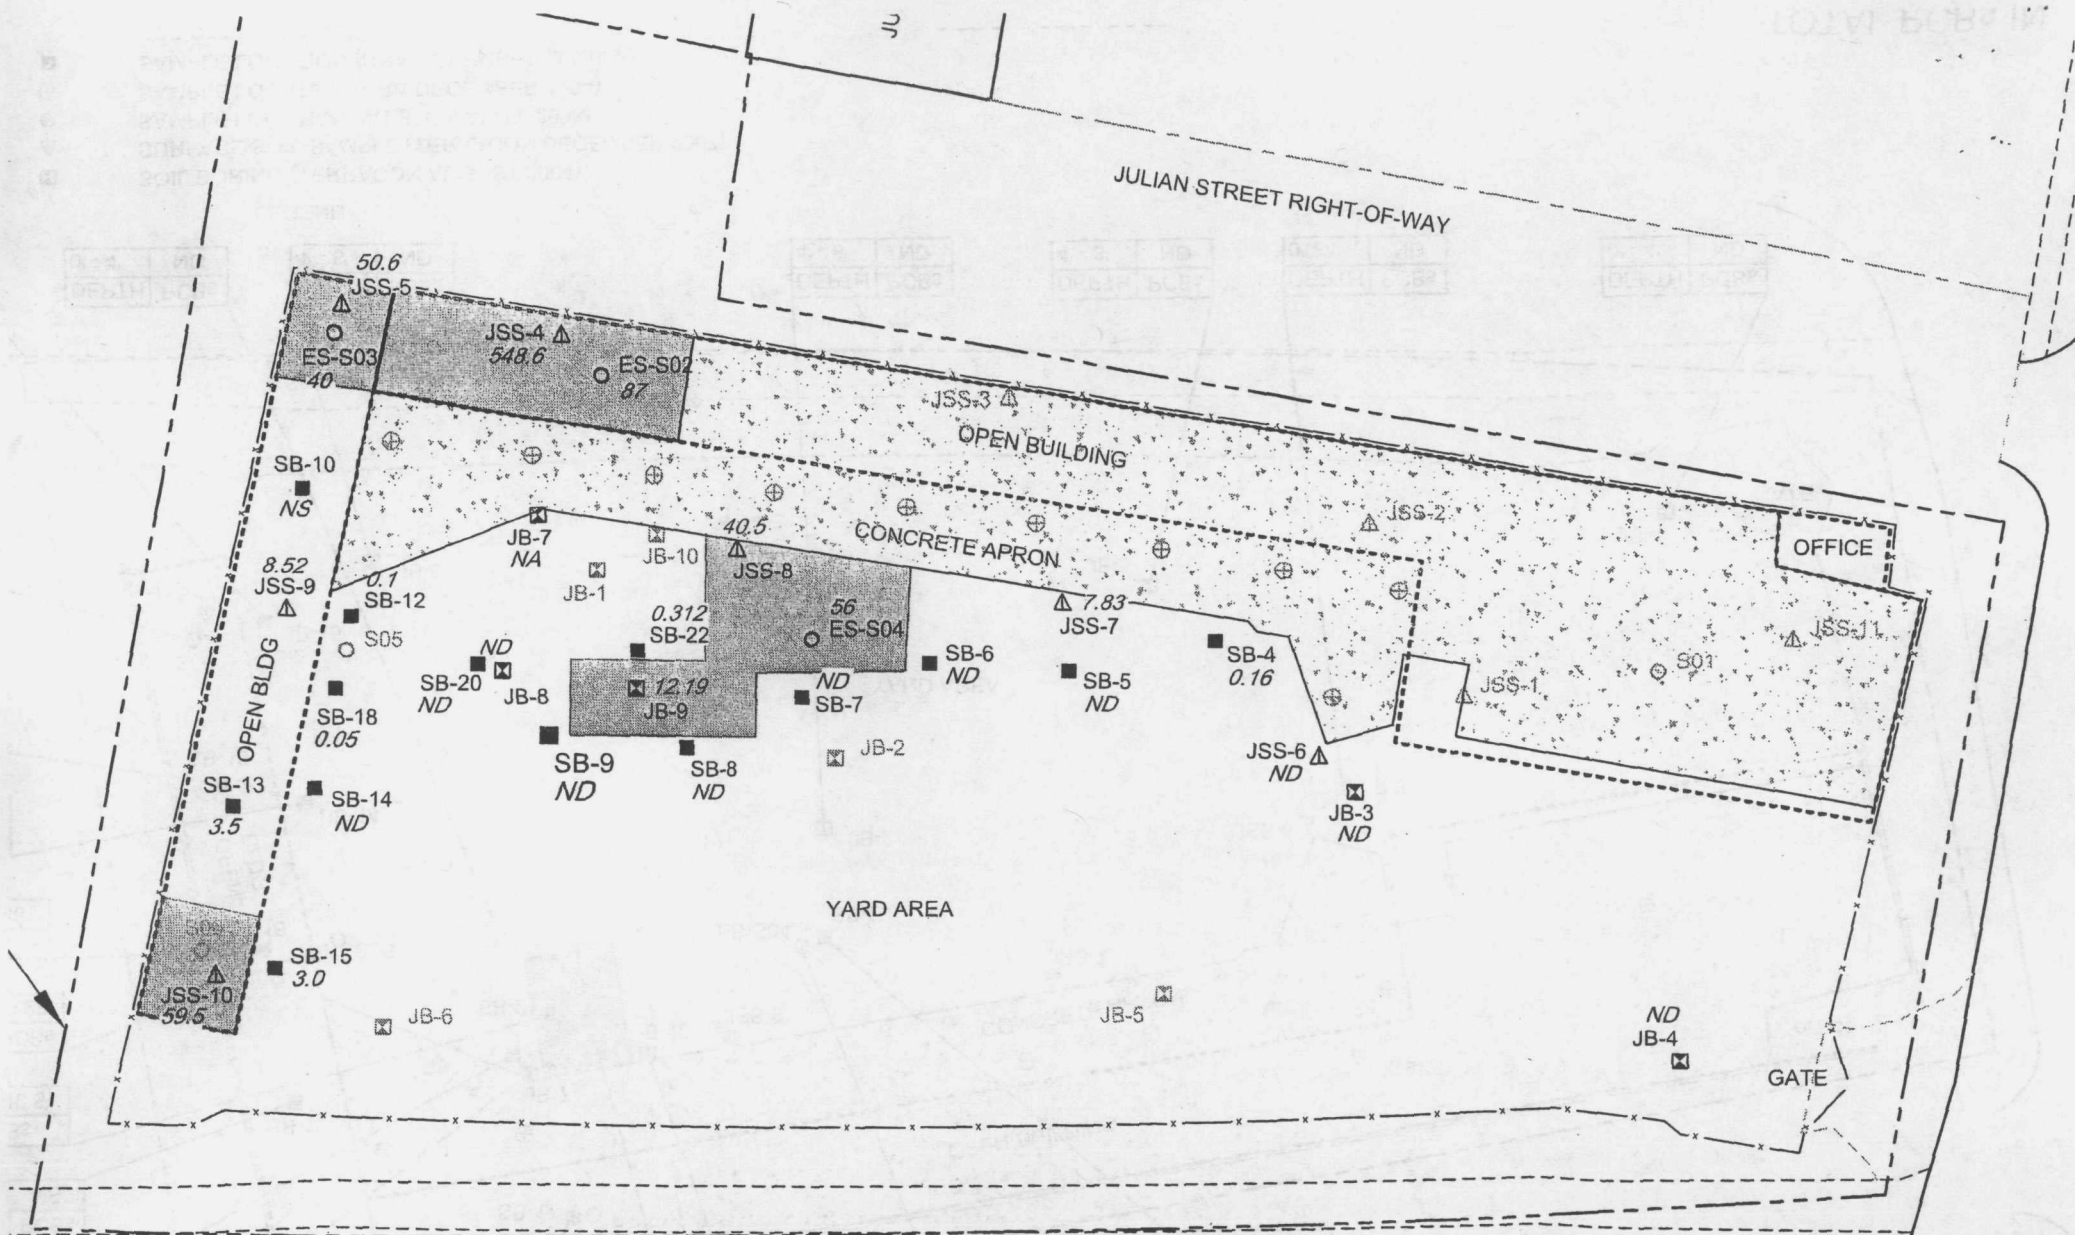 JULIAN STREET RIGHT-OF-WAY
50.6
JSS-5
ES-S03
40
JSS-4
548.6
ES-S02
87
JSS-3
OPEN BUILDING
SB-10
NS
JB-7
NA
JB-10
JB-1
40.5
JSS-8
CONCRETE APRON
JSS-2
OFFICE
8.52
JSS-9
0.1
SB-12
S05
0.312
SB-22
56
ES-S04
7.83
JSS-7
SB-4
0.16
JSS-11
S01
JSS-1
ND
SB-20
ND
JB-8
12.19
JB-9
ND
SB-7
SB-6
ND
SB-5
ND
OPEN BLDG
SB-18
0.05
SB-9
ND
SB-8
ND
JB-2
JSS-6
ND
JB-3
ND
SB-13
3.5
SB-14
ND
YARD AREA
SB-15
3.0
JSS-10
59.5
JB-6
JB-5
ND
JB-4
GATE